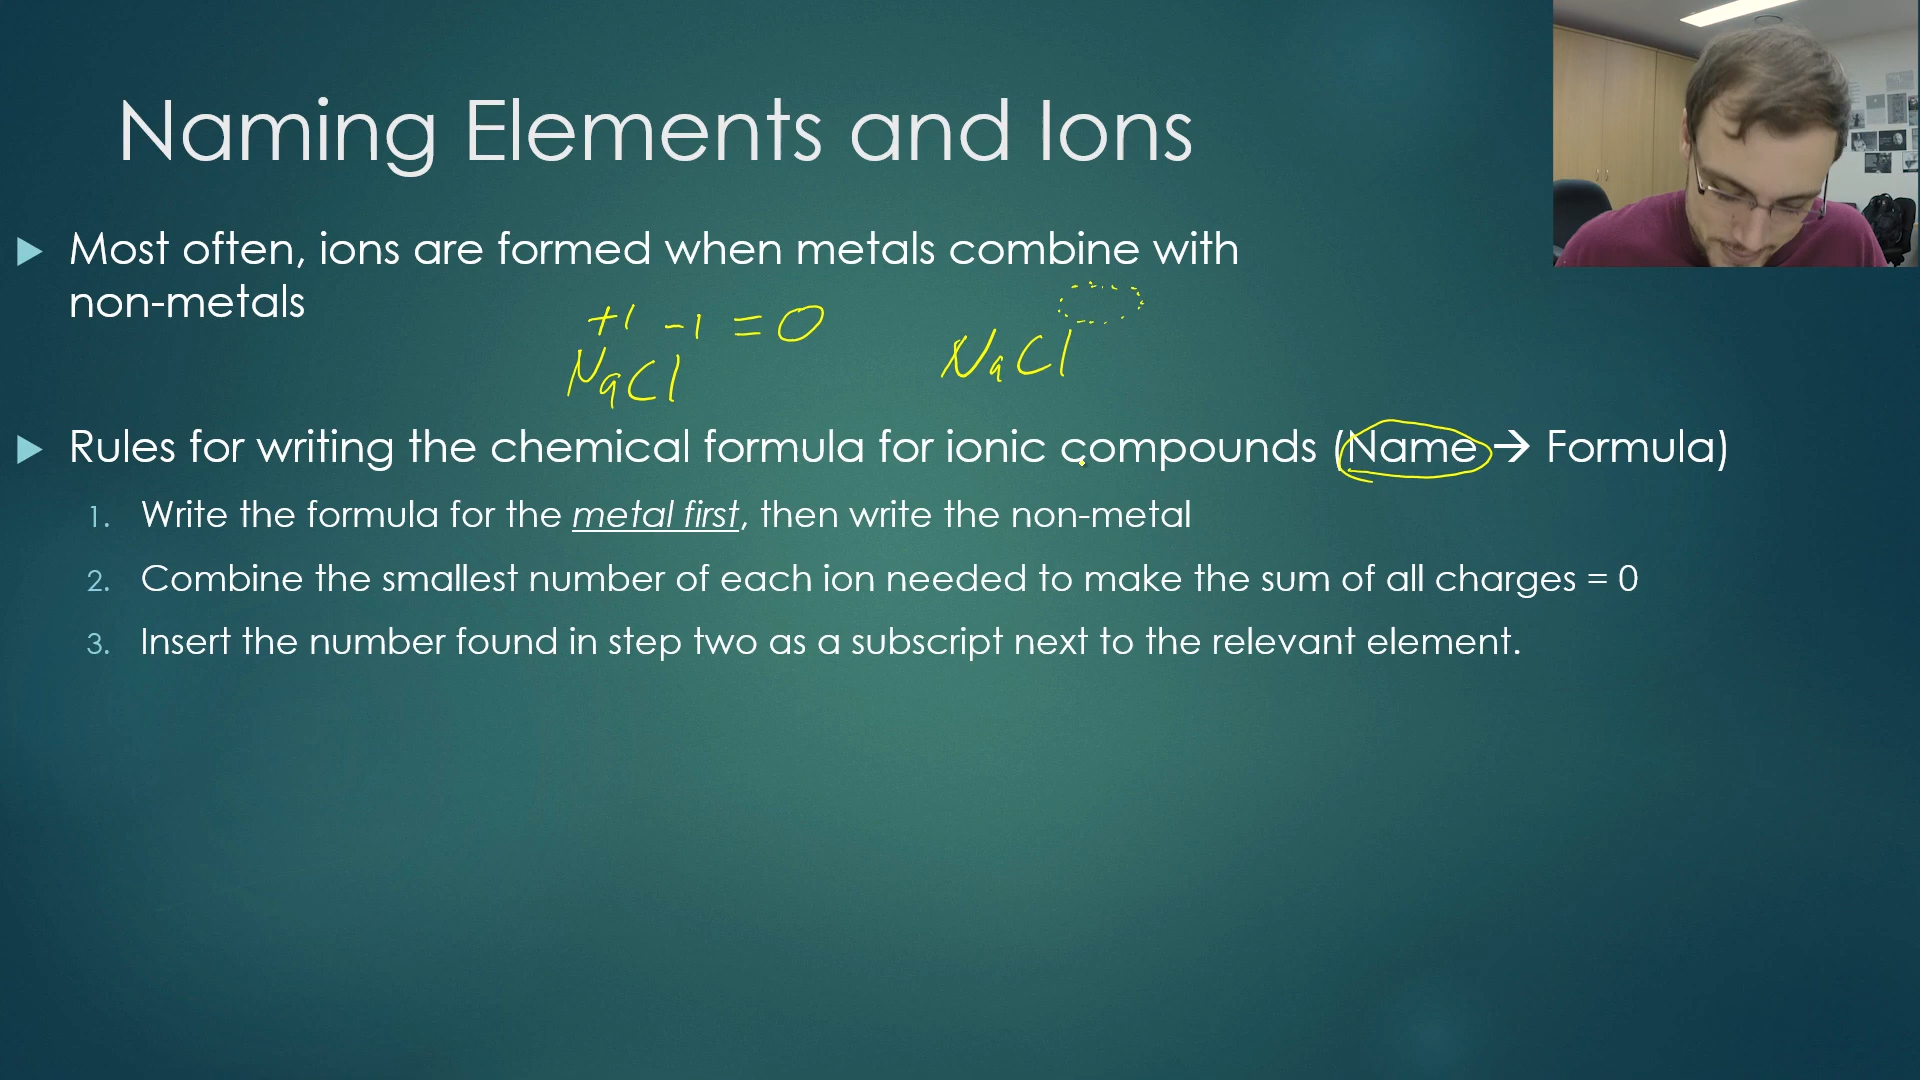 Naming Elements and Ions
Most often, ions are formed when metals combine with
non-metals
+1 -1 = 0
NaCl
NaCl
Rules for writing the chemical formula for ionic compounds (Name → Formula)
1. Write the formula for the metal first, then write the non-metal
2. Combine the smallest number of each ion needed to make the sum of all charges = 0
3. Insert the number found in step two as a subscript next to the relevant element.